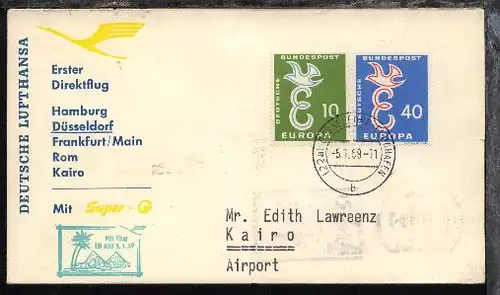 DEUTSCHE LUFTHANSA
Erster
Direktflug
Hamburg
Düsseldorf
Frankfurt/Main
Rom
Kairo
Mit Super-G
Mit Flug
LH 630 5.1.59
DEUTSCHE BUNDESPOST
10
EUROPA
DEUTSCHE BUNDESPOST
40
EUROPA
-5.1.59-11
b
Mr. Edith Lawreenz
Kairo
Airport